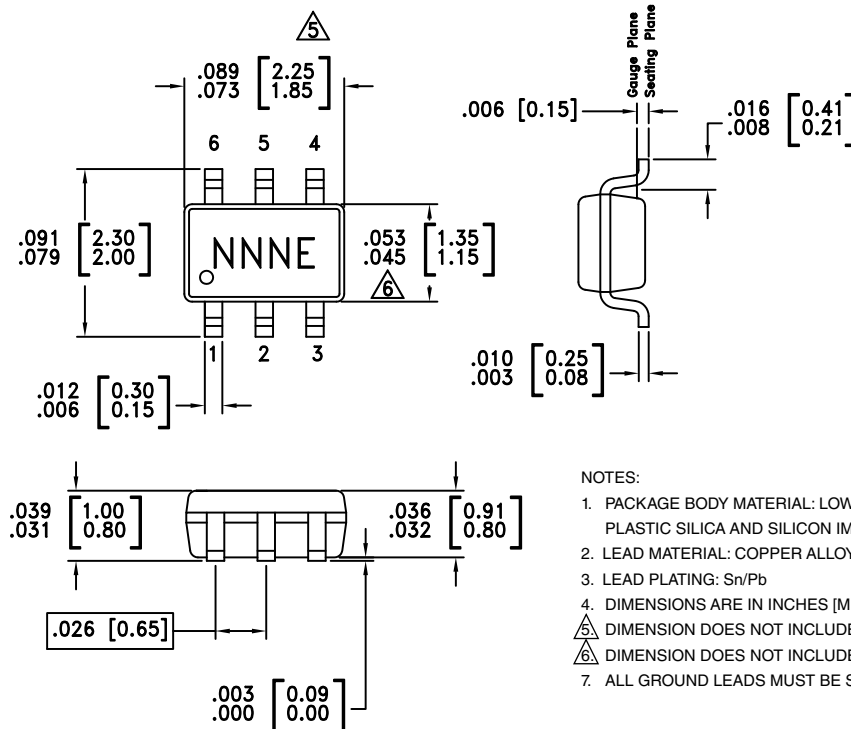 5
.089 [2.25]
.073 [1.85]
6 5 4
.091 [2.30]
.079 [2.00]
NNNE
.053 [1.35]
.045 [1.15]
6
1 2 3
.012 [0.30]
.006 [0.15]
Gauge Plane
Seating Plane
.006 [0.15]
.016 [0.41]
.008 [0.21]
.010 [0.25]
.003 [0.08]
.039 [1.00]
.031 [0.80]
.036 [0.91]
.032 [0.80]
.026 [0.65]
.003 [0.09]
.000 [0.00]
NOTES:
1. PACKAGE BODY MATERIAL: LOW
PLASTIC SILICA AND SILICON IM
2. LEAD MATERIAL: COPPER ALLOY
3. LEAD PLATING: Sn/Pb
4. DIMENSIONS ARE IN INCHES [M
5. DIMENSION DOES NOT INCLUDE
6. DIMENSION DOES NOT INCLUDE
7. ALL GROUND LEADS MUST BE S